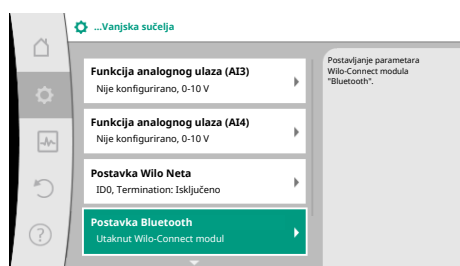 ...Vanjska sučelja
Funkcija analognog ulaza (AI3)
Nije konfigurirano, 0-10 V
Funkcija analognog ulaza (AI4)
Nije konfigurirano, 0-10 V
Postavka Wilo Neta
ID0, Termination: Isključeno
Postavka Bluetooth
Utaknut Wilo-Connect modul
Postavljanje parametara
Wilo-Connect modula
"Bluetooth".
?